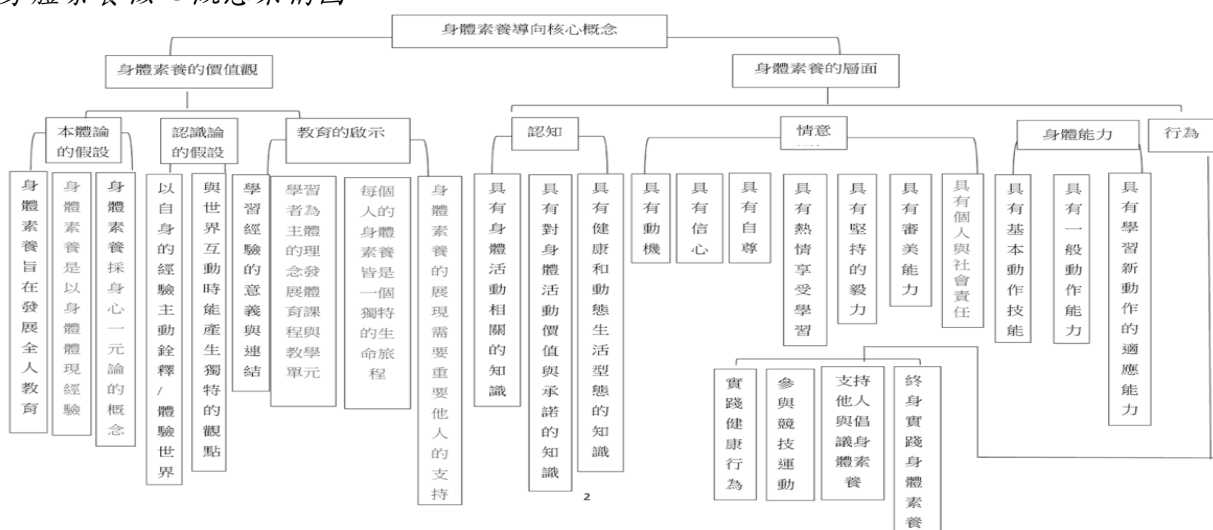 身體素養導向核心概念
身體素養的價值觀
身體素養的層面
本體論
的假設
認識論
的假設
教育的啟示
認知
情意
身體能力
行為
身體素養旨在發展全人教育
身體素養是以身體體現經驗
身體素養採身心一元論的概念
以自身的經驗主動詮釋/體驗世界
與世界互動時能產生獨特的觀點
學習經驗的意義與連結
學習
者為
主體
的理
念發
展體
育課
程與
教學
單元
每個
人的
身體
素養
皆是
一個
獨特
的生
命旅
程
身體素養的展現需要重要他人的支持
具有身體活動相關的知識
具有對身體活動價值與承諾的知識
具有健康和動態生活型態的知識
具有動機
具有信心
具有自尊
具有熱情享受學習
具有堅持的毅力
具有審美能力
具有個人與社會責任
具有基本動作技能
具有一般動作能力
具有學習新動作的適應能力
實踐健康行為
參與競技運動
支持
他人
與倡
議身
體素
養
終身實踐身體素養
2